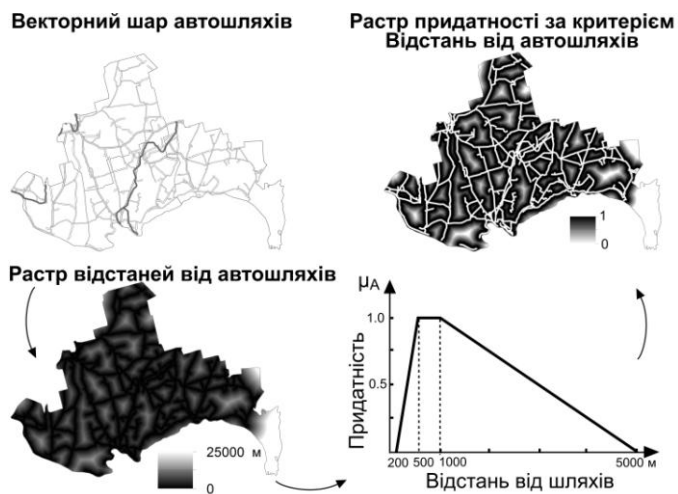 Векторний шар автошляхів
Растр придатності за критерієм
Відстань від автошляхів
1
0
Растр відстаней від автошляхів
25000 м
0
μA
1.0
0.5
Придатність
200 500 1000 5000 м
Відстань від шляхів